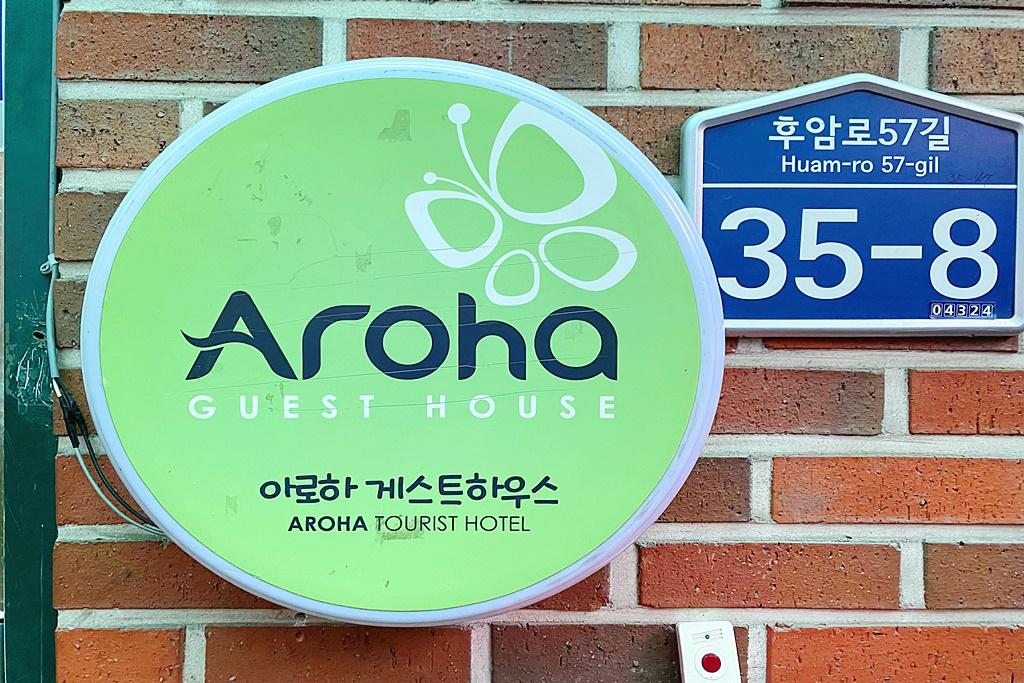 Aroha
GUEST HOUSE
아로하 게스트하우스
AROHA TOURIST HOTEL
후암로57길
Huam-ro 57-gil
35-8
04324